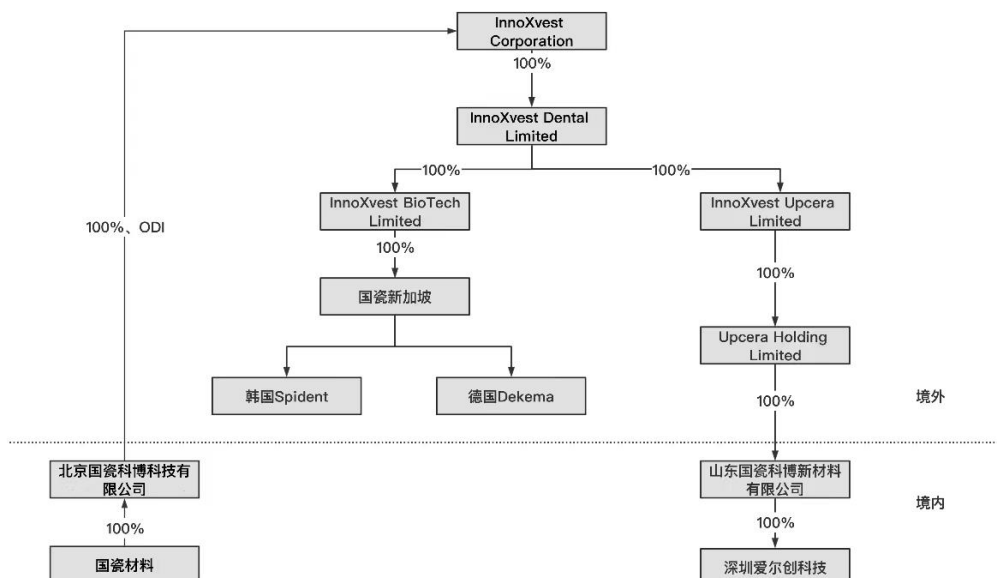 InnoXvest
Corporation
100%
InnoXvest Dental
Limited
100%
100%
InnoXvest BioTech
Limited
InnoXvest Upcera
Limited
100%、ODI
100%
100%
国瓷新加坡
Upcera Holding
Limited
韩国Spident
德国Dekema
100%
境外
北京国瓷科博科技有
限公司
山东国瓷科博新材料
有限公司
境内
100%
100%
国瓷材料
深圳爱尔创科技